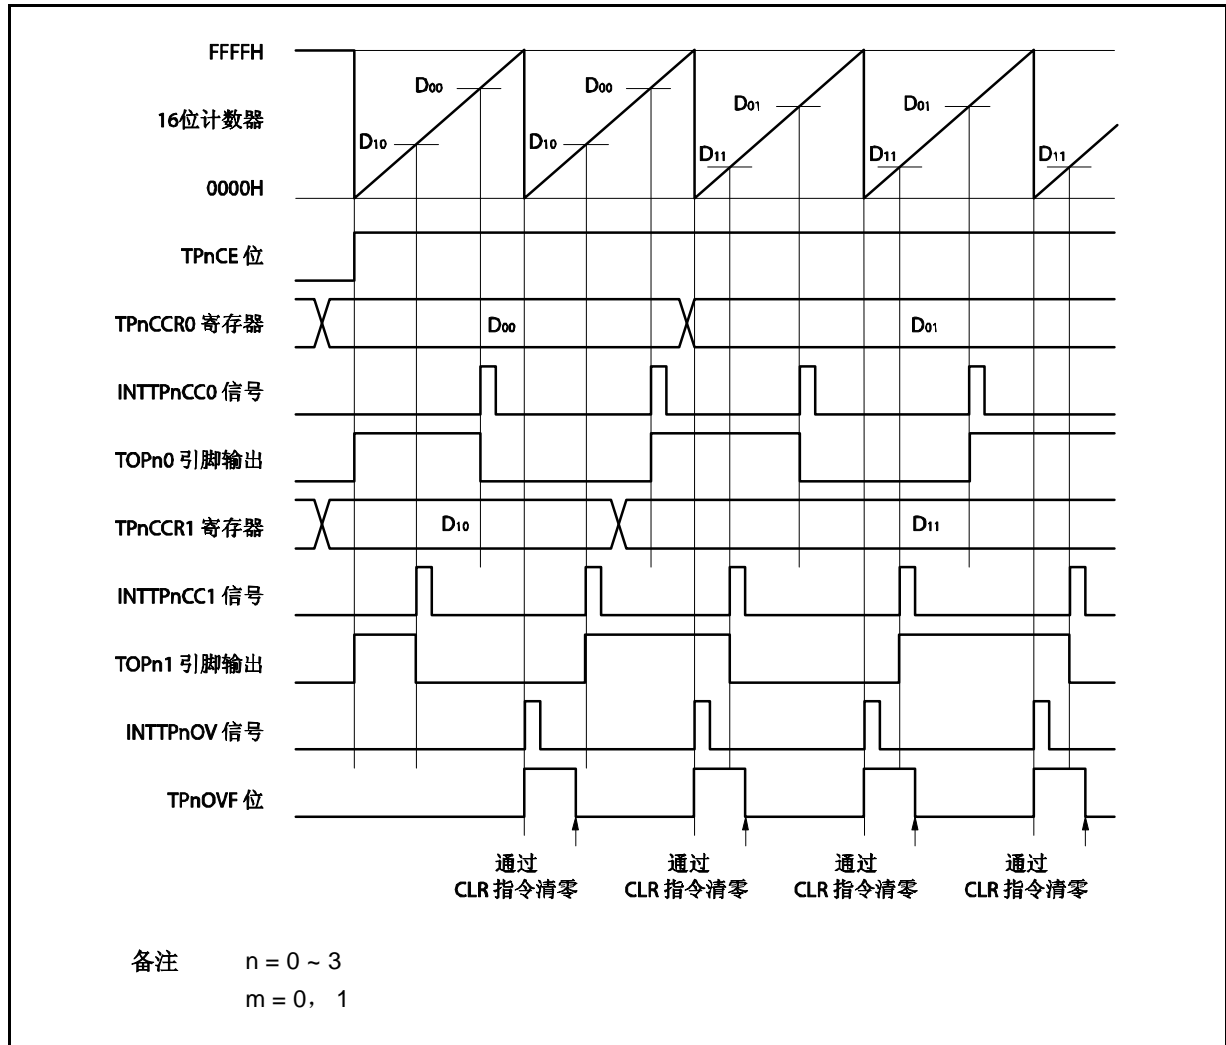 FFFFH
D00
D00
D01
D01
16位计数器
D10
D10
D11
D11
D11
0000H
TPnCE 位
TPnCCR0 寄存器
D00
D01
INTTPnCC0 信号
TOPn0 引脚输出
TPnCCR1 寄存器
D10
D11
INTTPnCC1 信号
TOPn1 引脚输出
INTTPnOV 信号
TPnOVF 位
通过
CLR 指令清零
通过
CLR 指令清零
通过
CLR 指令清零
通过
CLR 指令清零
备注 n = 0 ~ 3
m = 0， 1